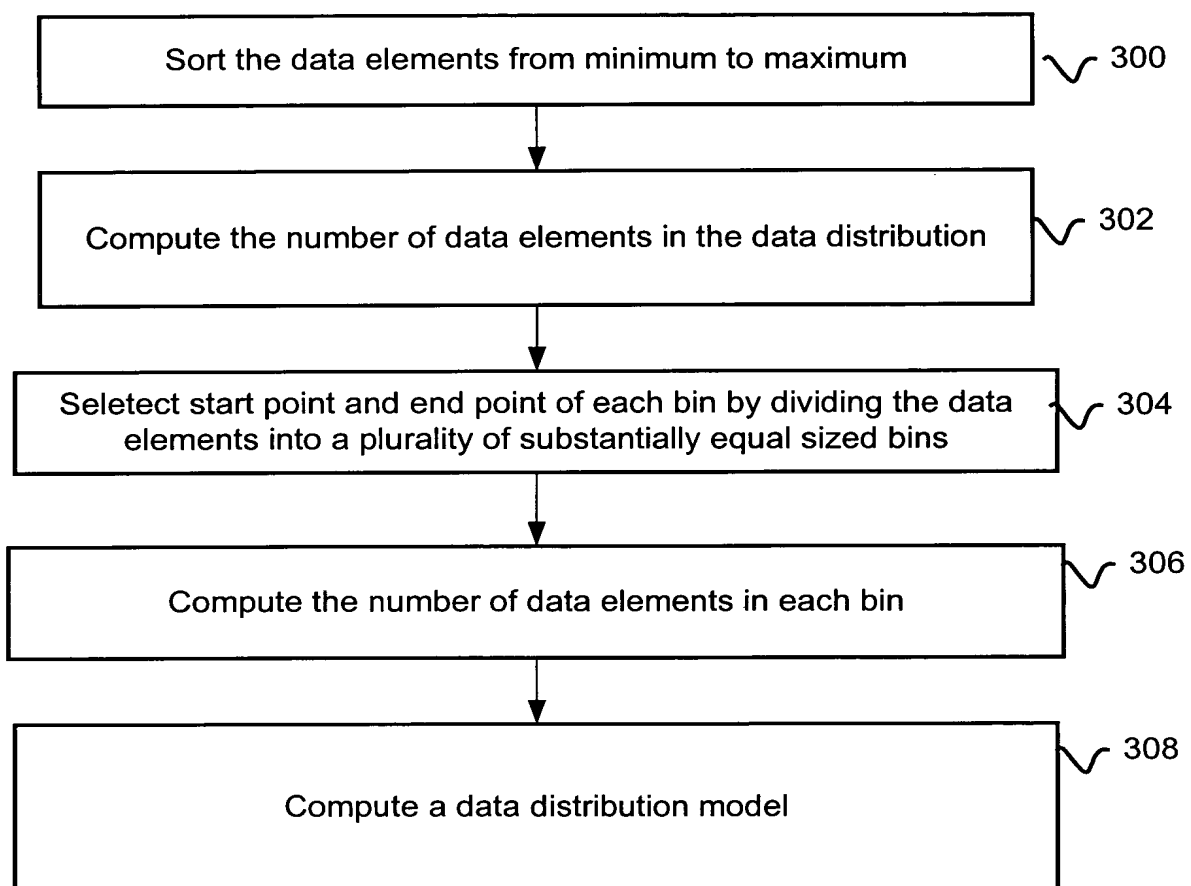 Sort the data elements from minimum to maximum
300
Compute the number of data elements in the data distribution
302
Seletect start point and end point of each bin by dividing the data
elements into a plurality of substantially equal sized bins
304
Compute the number of data elements in each bin
306
Compute a data distribution model
308